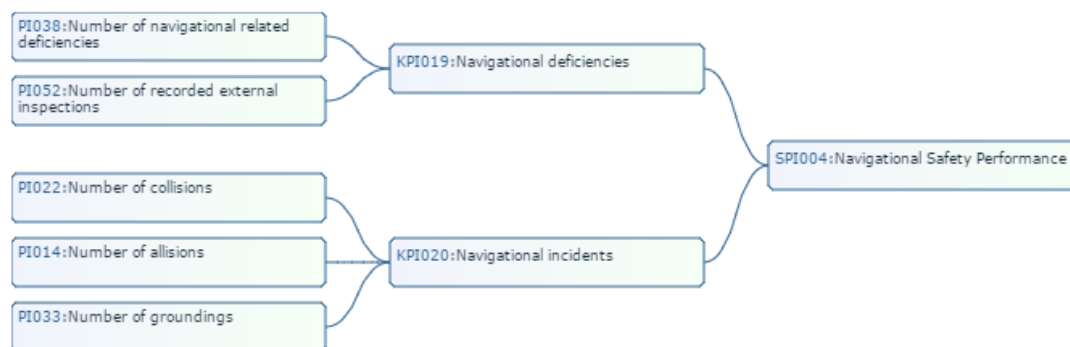 PI038:Number of navigational related
deficiencies
PI052:Number of recorded external
inspections
KPI019:Navigational deficiencies
SPI004:Navigational Safety Performance
PI022:Number of collisions
PI014:Number of allisions
PI033:Number of groundings
KPI020:Navigational incidents